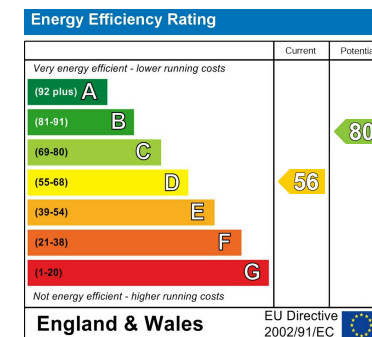 Energy Efficiency Rating
Current Potentia
Very energy efficient - lower running costs
(92 plus) A
(81-91) B
80
(69-80) C
(55-68) D
56
(39-54) E
(21-38) F
(1-20) G
Not energy efficient - higher running costs
England & Wales
EU Directive
2002/91/EC